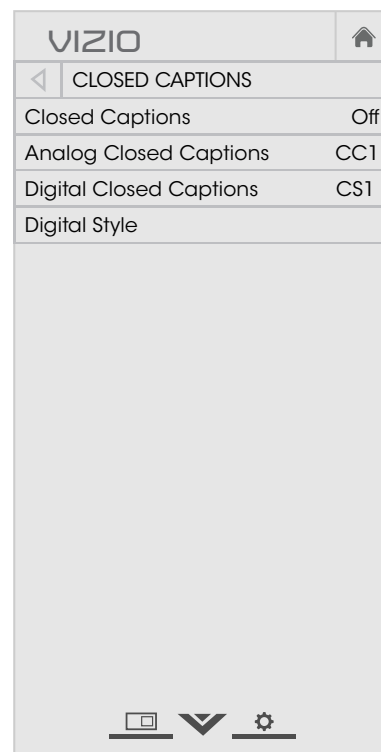 VIZIO
CLOSED CAPTIONS
Closed Captions Off
Analog Closed Captions CC1
Digital Closed Captions CS1
Digital Style